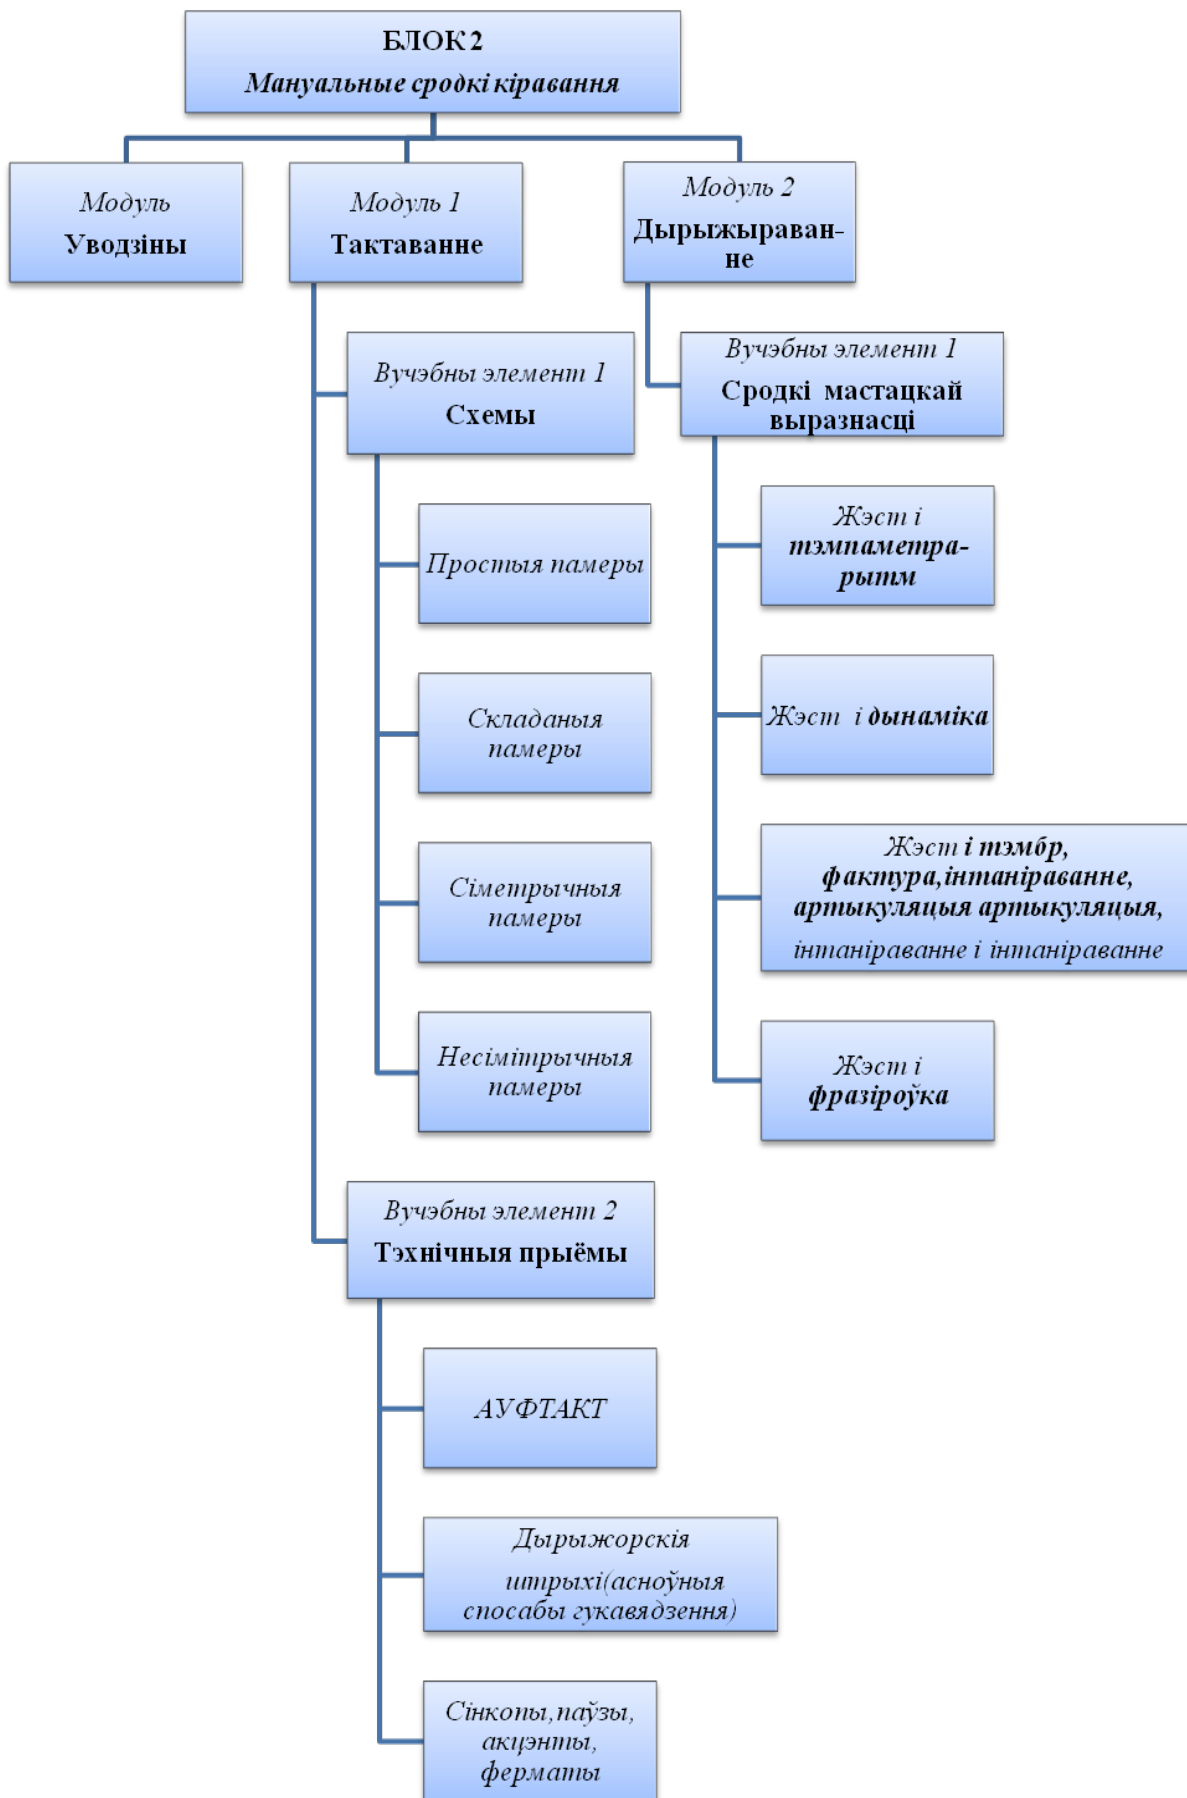 БЛОК 2
Мануальные сродкі кіравання
Модуль
Уводзіны
Модуль 1
Тактаванне
Модуль 2
Дырыжыраван-
не
Вучэбны элемент 1
Схемы
Простыя памеры
Складаныя
памеры
Сіметрычныя
памеры
Несімітрычныя
памеры
Вучэбны элемент 2
Тэхнічныя прыёмы
АУФТАКТ
Дырыжорскія
штрыхі(асноўныя
спосабы гукавядзення)
Сінкопы,паўзы,
акцэнты,
ферматы
Вучэбны элемент 1
Сродкі мастацкай
выразнасці
Жэст і
тэмпаметра-
рытм
Жэст і дынаміка
Жэст і тэмбр,
фактура,інтаніраванне,
артыкуляцыя артыкуляцыя,
інтаніраванне і інтаніраванне
Жэст і
фразіроўка